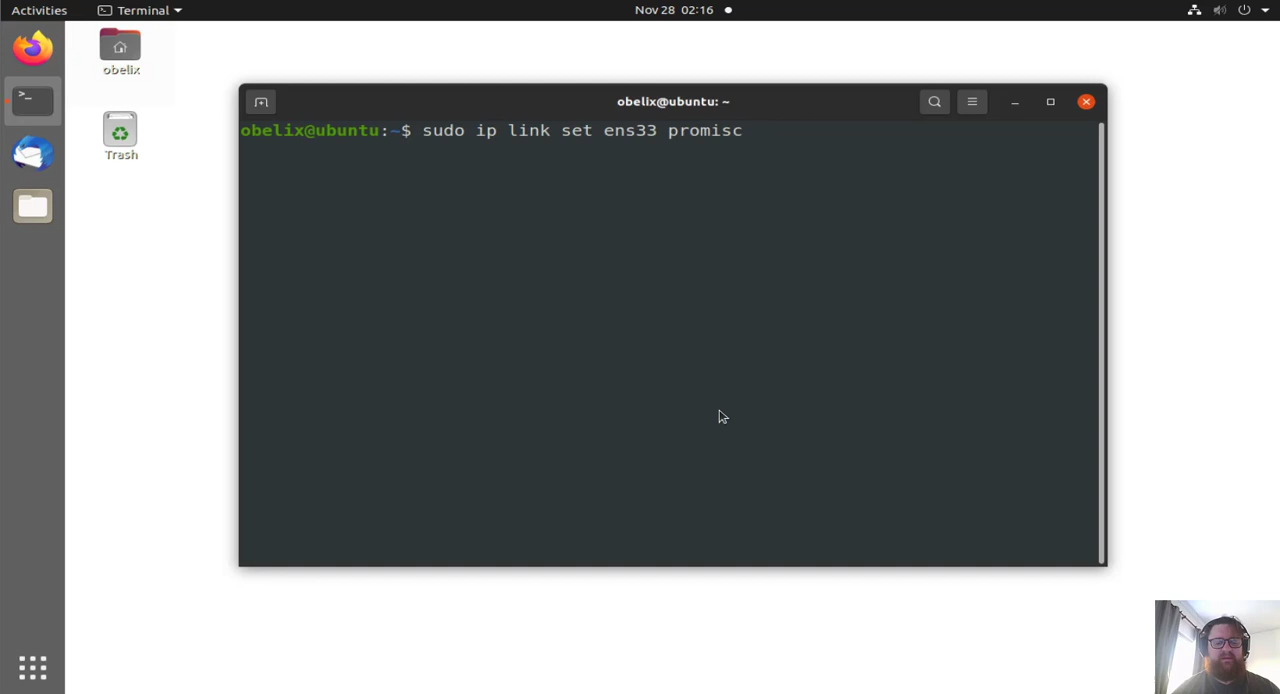 Activities Terminal Nov 28 02:16
obelix
Trash
obelix@ubuntu: ~
obelix@ubuntu:~$ sudo ip link set ens33 promisc